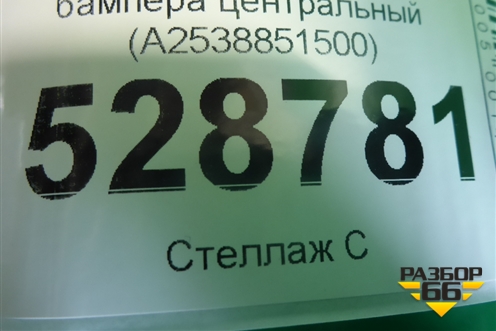 бампера центральный
(A2538851500)
528781
Стеллаж С
РАЗБОР
66